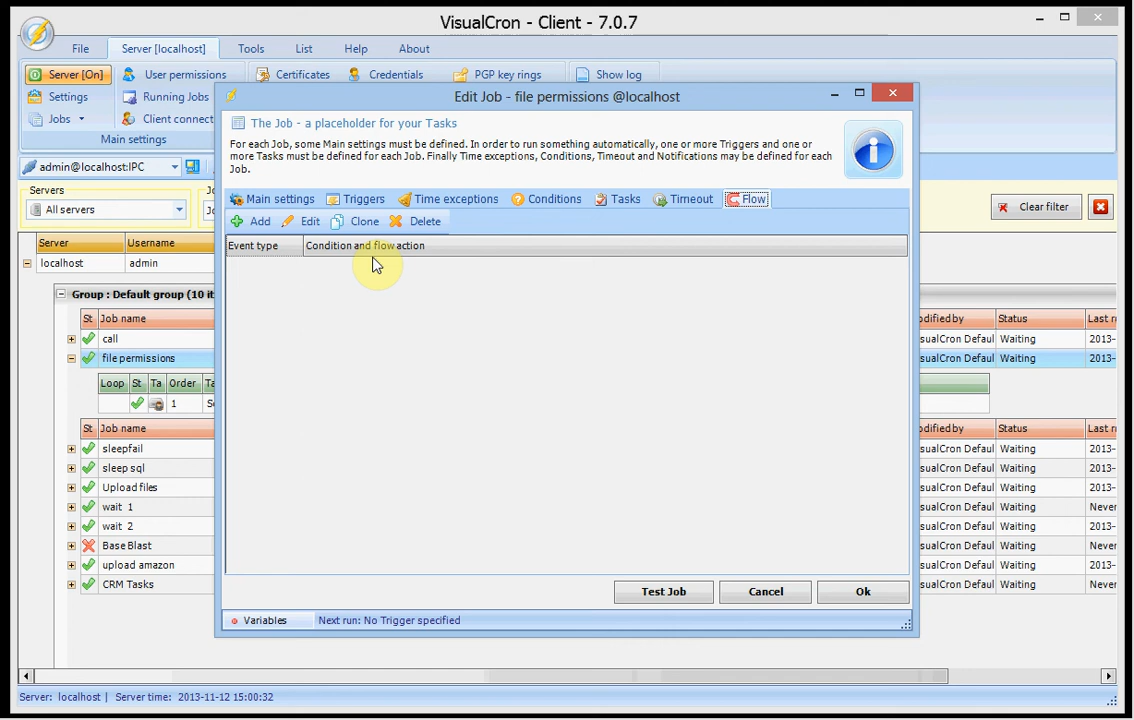 VisualCron - Client - 7.0.7
File Server [localhost] Tools List Help About
Server [On] User permissions Certificates Credentials PGP key rings Show log
Settings Running Jobs
Jobs Client connect
Main settings
admin@localhost:IPC
Servers
All servers
Clear filter
Server Username
localhost admin
Group : Default group (10 it
St Job name
call
file permissions
Loop St Ta Order Ta
1
St Job name
sleepfail
sleep sql
Upload files
wait 1
wait 2
Base Blast
upload amazon
CRM Tasks
Edit Job - file permissions @localhost
The Job - a placeholder for your Tasks
For each Job, some Main settings must be defined. In order to run something automatically, one or more Triggers and one or
more Tasks must be defined for each Job. Finally Time exceptions, Conditions, Timeout and Notifications may be defined for each
Job.
Main settings Triggers Time exceptions Conditions Tasks Timeout Flow
Add Edit Clone Delete
Event type Condition and flow action
Test Job Cancel Ok
Variables Next run: No Trigger specified
odified by Status Last r
sualCron Defaul Waiting 2013-
sualCron Defaul Waiting 2013-
odified by Status Last r
sualCron Defaul Waiting 2013-
sualCron Defaul Waiting 2013-
sualCron Defaul Waiting 2013-
sualCron Defaul Waiting Never
sualCron Defaul Waiting 2013-
sualCron Defaul Waiting Never
sualCron Defaul Waiting 2013-
sualCron Defaul Waiting Never
Server: localhost | Server time: 2013-11-12 15:00:32